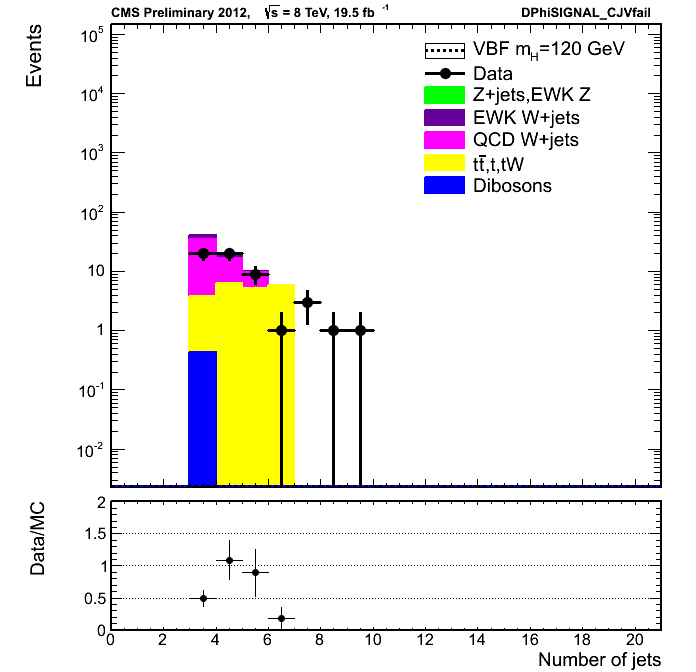 CMS Preliminary 2012, √s = 8 TeV, 19.5 fb⁻¹ DPhiSIGNAL_CJVfail
Events
10⁵
10⁴
10³
10²
10
1
10⁻¹
10⁻²
VBF m_H=120 GeV
Data
Z+jets,EWK Z
EWK W+jets
QCD W+jets
tt̄,t,tW
Dibosons
Data/MC
2
1.5
1
0.5
0
0 2 4 6 8 10 12 14 16 18 20
Number of jets